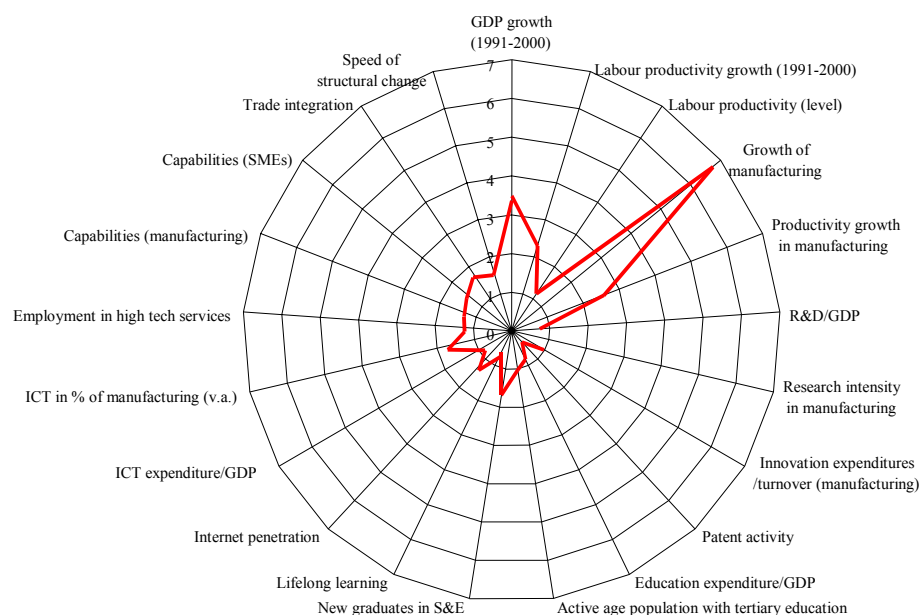 GDP growth
(1991-2000)
Labour productivity growth (1991-2000)
Labour productivity (level)
Growth of
manufacturing
Productivity growth
in manufacturing
R&D/GDP
Research intensity
in manufacturing
Innovation expenditures
/turnover (manufacturing)
Patent activity
Education expenditure/GDP
Active age population with tertiary education
New graduates in S&E
Lifelong learning
Internet penetration
ICT expenditure/GDP
ICT in % of manufacturing (v.a.)
Employment in high tech services
Capabilities (manufacturing)
Capabilities (SMEs)
Trade integration
Speed of
structural change
7
6
5
4
3
2
1
0